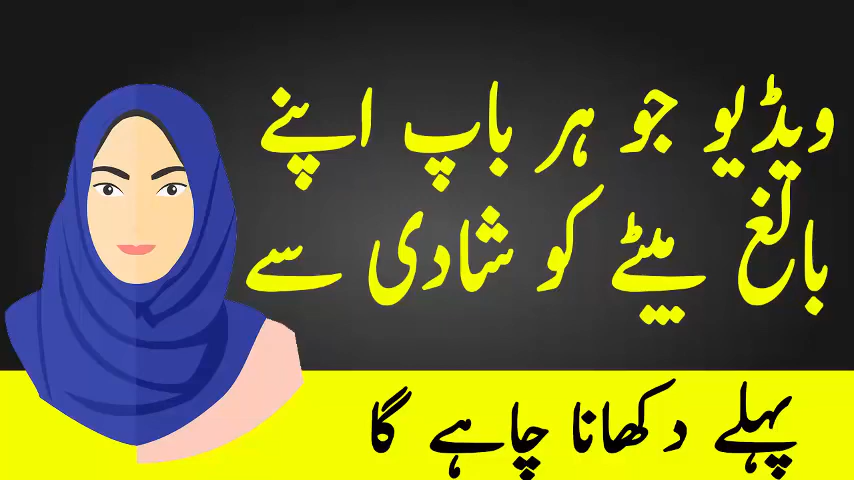 ویڈیو جو ہر باپ اپنے
بالغ بیٹے کو شادی سے
پہلے دکھانا چاہے گا